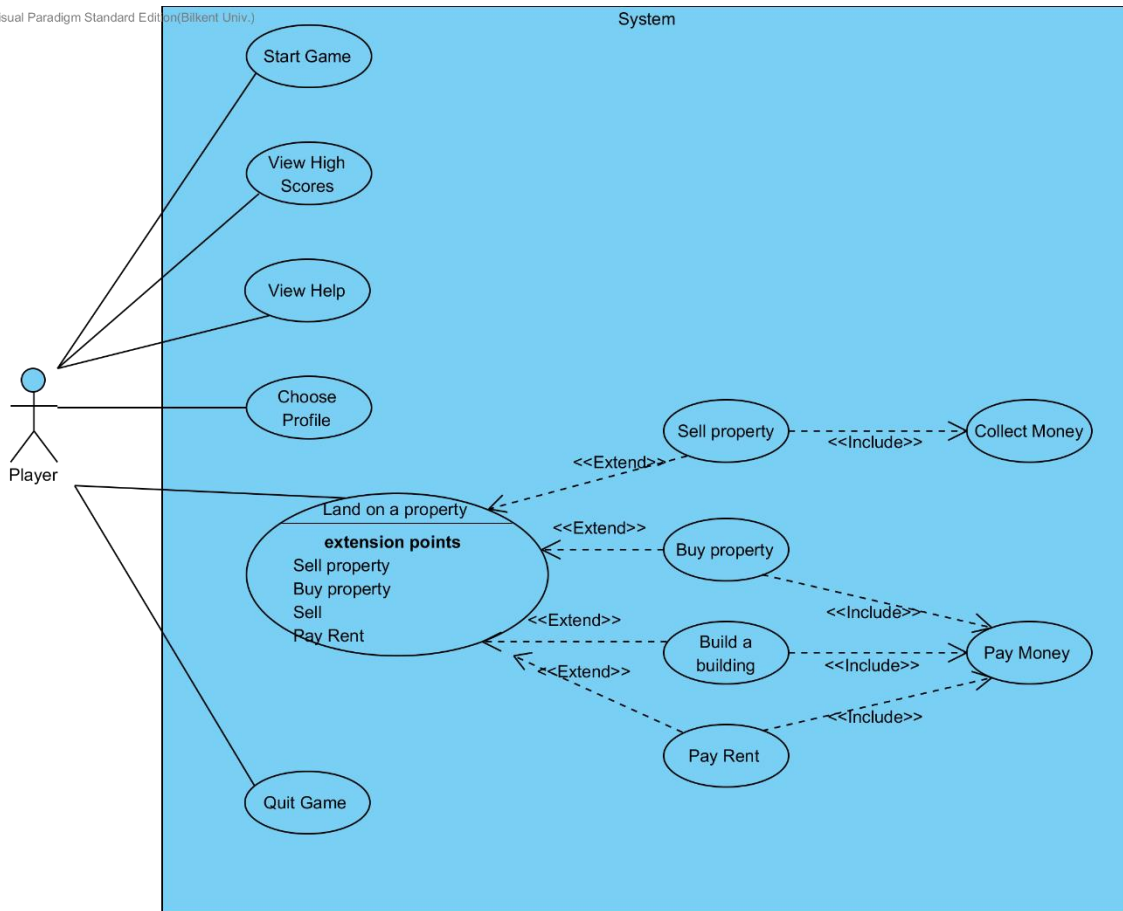 isual Paradigm Standard Edition(Bilkent Univ.)
System
Start Game
View High
Scores
View Help
Choose
Profile
Player
Sell property
<<Include>>
Collect Money
<<Extend>>
Land on a property
extension points
Sell property
Buy property
Sell
Pay Rent
<<Extend>>
Buy property
<<Include>>
<<Extend>>
Build a
building
<<Include>>
Pay Money
<<Extend>>
<<Include>>
Pay Rent
Quit Game